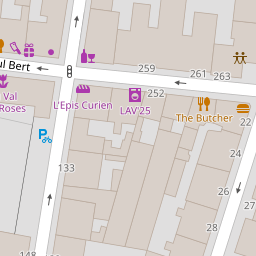 ul Bert
259
261
263
Val
Roses
L'Epis Curien
LAV'25
252
The Butcher
22
24
133
26
28
148